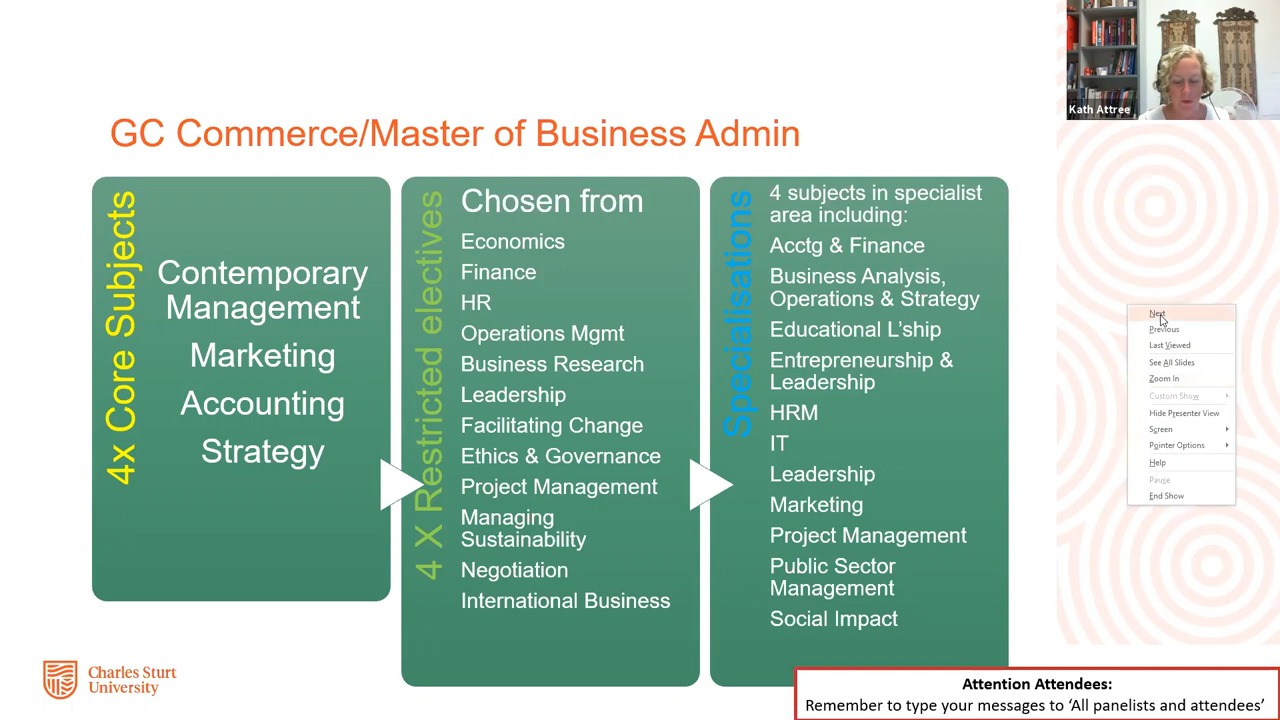 GC Commerce/Master of Business Admin
4x Core Subjects
Contemporary
Management
Marketing
Accounting
Strategy
4 X Restricted electives
Chosen from
Economics
Finance
HR
Operations Mgmt
Business Research
Leadership
Facilitating Change
Ethics & Governance
Project Management
Managing
Sustainability
Negotiation
International Business
Specialisations
4 subjects in specialist
area including:
Acctg & Finance
Business Analysis,
Operations & Strategy
Educational L'ship
Entrepreneurship &
Leadership
HRM
IT
Leadership
Marketing
Project Management
Public Sector
Management
Social Impact
Kath Attree
Next
Previous
Last Viewed
See All Slides
Zoom In
Custom Show
Hide Presenter View
Screen
Pointer Options
Help
Pause
End Show
Charles Sturt
University
Attention Attendees:
Remember to type your messages to ‘All panelists and attendees’